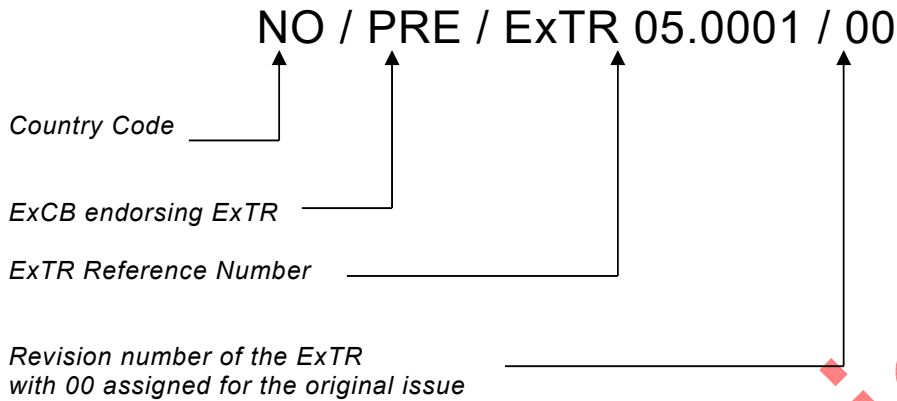 NO / PRE / ExTR 05.0001 / 00
Country Code
ExCB endorsing ExTR
ExTR Reference Number
Revision number of the ExTR
with 00 assigned for the original issue